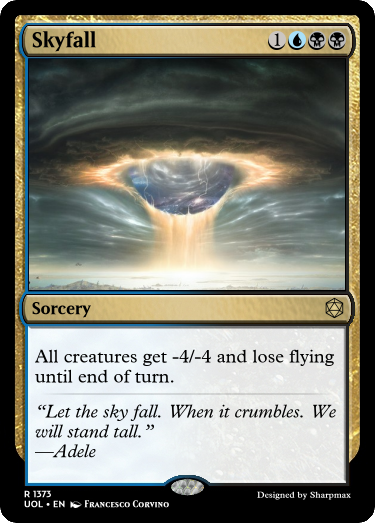 Skyfall 1
Sorcery
All creatures get -4/-4 and lose flying
until end of turn.
“Let the sky fall. When it crumbles. We
will stand tall.”
—Adele
R 1373
UOL • EN Francesco Corvino
Designed by Sharpmax